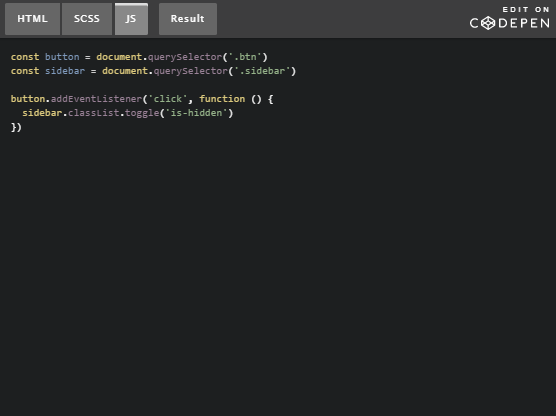 HTML SCSS JS Result EDIT ON CODEPEN
const button = document.querySelector('.btn')
const sidebar = document.querySelector('.sidebar')
button.addEventListener('click', function () {
  sidebar.classList.toggle('is-hidden')
})